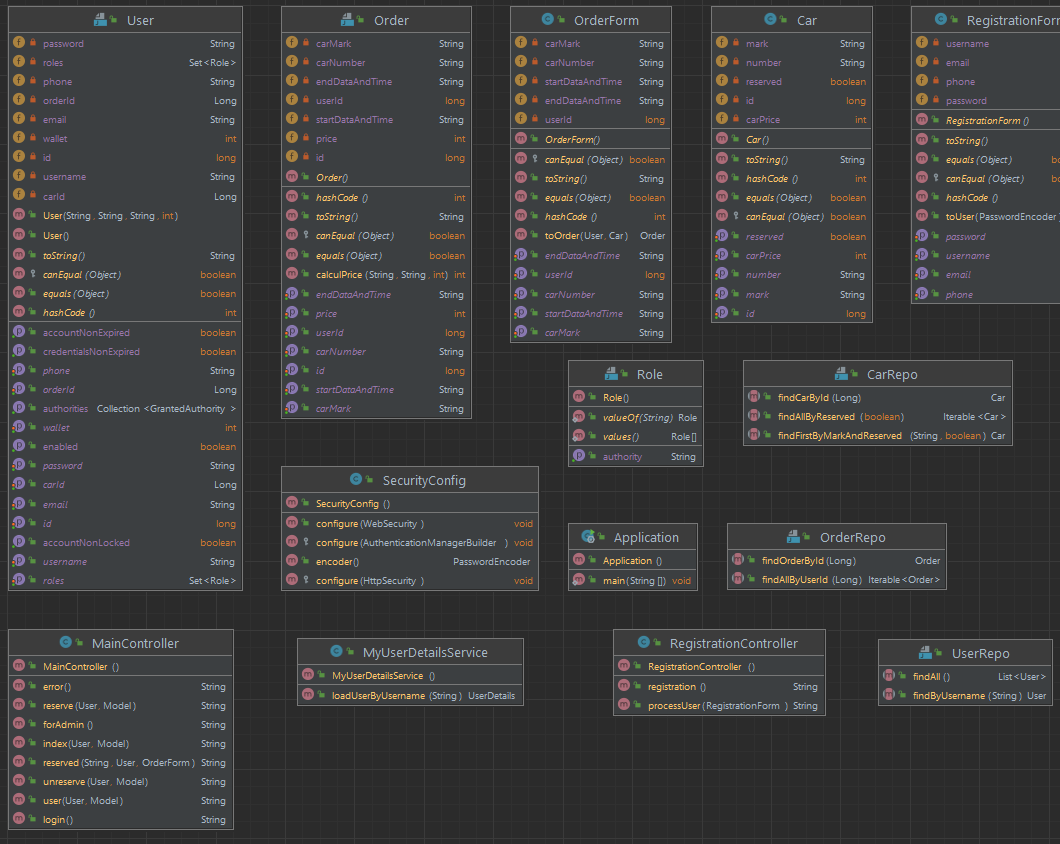 User
password String
roles Set<Role>
phone String
orderId Long
email String
wallet int
id long
username String
carId Long
User(String, String, String, int)
User()
toString() String
canEqual(Object) boolean
equals(Object) boolean
hashCode() int
accountNonExpired boolean
credentialsNonExpired boolean
phone String
orderId Long
authorities Collection<GrantedAuthority>
wallet int
enabled boolean
password String
carId Long
email String
id long
accountNonLocked boolean
username String
roles Set<Role>
Order
carMark String
carNumber String
endDataAndTime String
userId long
startDataAndTime String
price int
id long
Order()
hashCode() int
toString() String
canEqual(Object) boolean
equals(Object) boolean
calculPrice(String, String, int) int
endDataAndTime String
price int
userId long
carNumber String
id long
startDataAndTime String
carMark String
OrderForm
carMark String
carNumber String
startDataAndTime String
endDataAndTime String
userId long
OrderForm()
canEqual(Object) boolean
toString() String
equals(Object) boolean
hashCode() int
toOrder(User, Car) Order
endDataAndTime String
userId long
carNumber String
startDataAndTime String
carMark String
Car
mark String
number String
reserved boolean
id long
carPrice int
Car()
toString() String
hashCode() int
equals(Object) boolean
canEqual(Object) boolean
reserved boolean
carPrice int
number String
mark String
id long
RegistrationForm
username
email
phone
password
RegistrationForm()
toString()
equals(Object) bo
canEqual(Object) bo
hashCode()
toUser(PasswordEncoder
password
username
email
phone
Role
Role()
valueOf(String) Role
values() Role[]
authority String
CarRepo
findCarById(Long) Car
findAllByReserved(boolean) Iterable<Car>
findFirstByMarkAndReserved(String, boolean) Car
SecurityConfig
SecurityConfig()
configure(WebSecurity) void
configure(AuthenticationManagerBuilder) void
encoder() PasswordEncoder
configure(HttpSecurity) void
Application
Application()
main(String[]) void
OrderRepo
findOrderById(Long) Order
findAllByUserId(Long) Iterable<Order>
MainController
MainController()
error() String
reserve(User, Model) String
forAdmin() String
index(User, Model) String
reserved(String, User, OrderForm) String
unreserve(User, Model) String
user(User, Model) String
login() String
MyUserDetailsService
MyUserDetailsService()
loadUserByUsername(String) UserDetails
RegistrationController
RegistrationController()
registration() String
processUser(RegistrationForm) String
UserRepo
findAll() List<User>
findByUsername(String) User